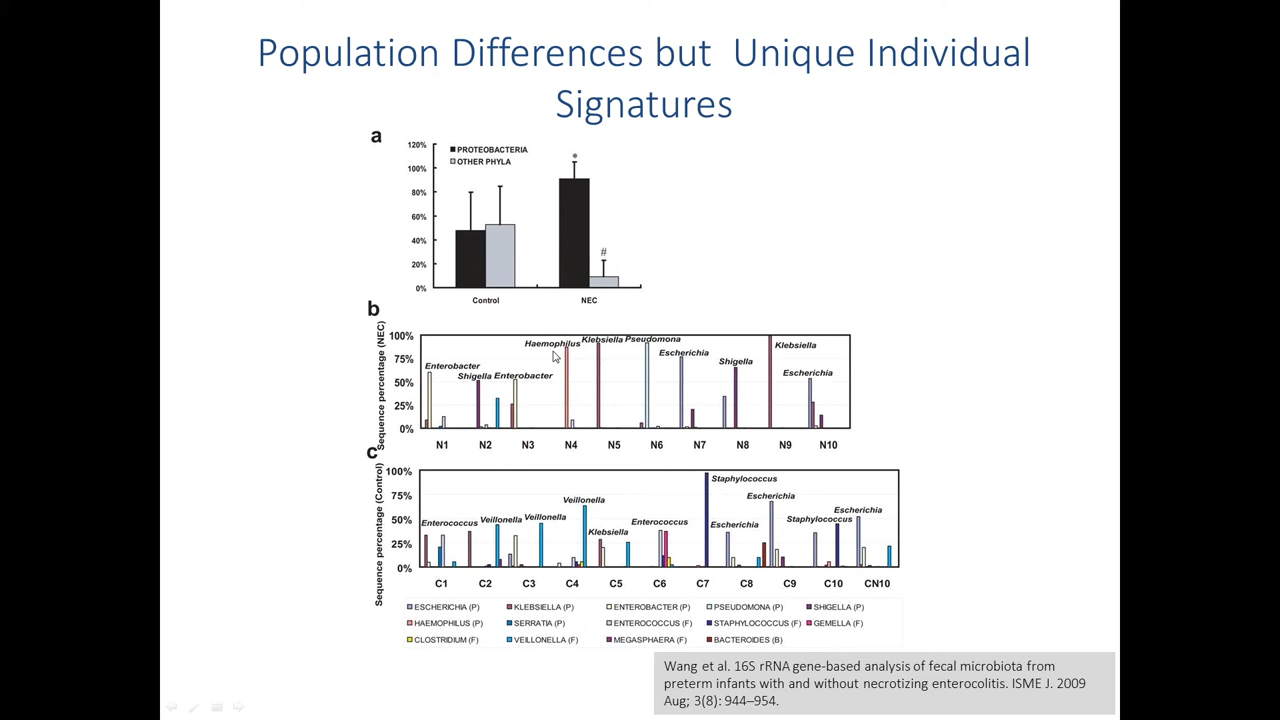 Population Differences but Unique Individual
Signatures
a
120%
100%
80%
60%
40%
20%
0%
PROTEOBACTERIA
OTHER PHYLA
*
#
Control NEC
b
Sequence percentage (NEC)
100%
75%
50%
25%
0%
Enterobacter
Shigella
Enterobacter
Haemophilus
Klebsiella
Pseudomona
Escherichia
Shigella
Klebsiella
Escherichia
N1 N2 N3 N4 N5 N6 N7 N8 N9 N10
c
Sequence percentage (Control)
100%
75%
50%
25%
0%
Enterococcus
Veillonella
Veillonella
Veillonella
Klebsiella
Enterococcus
Staphylococcus
Escherichia
Escherichia
Staphylococcus
Escherichia
C1 C2 C3 C4 C5 C6 C7 C8 C9 C10 CN10
ESCHERICHIA (P) KLEBSIELLA (P) ENTEROBACTER (P) PSEUDOMONA (P) SHIGELLA (P)
HAEMOPHILUS (P) SERRATIA (P) ENTEROCOCCUS (F) STAPHYLOCOCCUS (F) GEMELLA (F)
CLOSTRIDIUM (F) VEILLONELLA (F) MEGASPHAERA (F) BACTEROIDES (B)
Wang et al. 16S rRNA gene-based analysis of fecal microbiota from
preterm infants with and without necrotizing enterocolitis. ISME J. 2009
Aug; 3(8): 944–954.